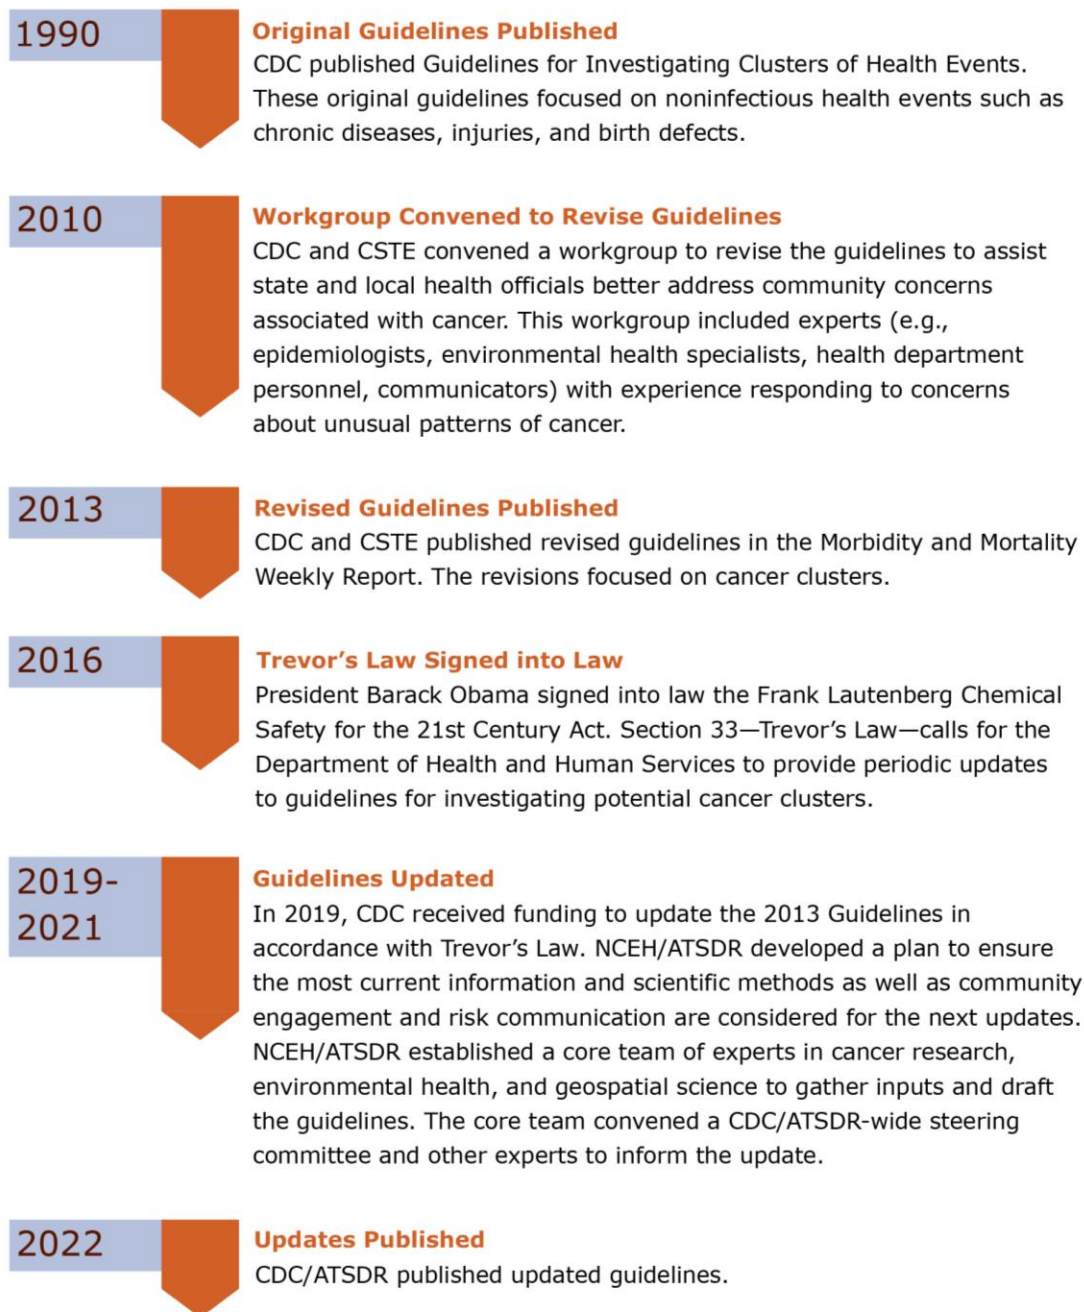 1990
Original Guidelines Published
CDC published Guidelines for Investigating Clusters of Health Events.
These original guidelines focused on noninfectious health events such as
chronic diseases, injuries, and birth defects.
2010
Workgroup Convened to Revise Guidelines
CDC and CSTE convened a workgroup to revise the guidelines to assist
state and local health officials better address community concerns
associated with cancer. This workgroup included experts (e.g.,
epidemiologists, environmental health specialists, health department
personnel, communicators) with experience responding to concerns
about unusual patterns of cancer.
2013
Revised Guidelines Published
CDC and CSTE published revised guidelines in the Morbidity and Mortality
Weekly Report. The revisions focused on cancer clusters.
2016
Trevor’s Law Signed into Law
President Barack Obama signed into law the Frank Lautenberg Chemical
Safety for the 21st Century Act. Section 33—Trevor’s Law—calls for the
Department of Health and Human Services to provide periodic updates
to guidelines for investigating potential cancer clusters.
2019-
2021
Guidelines Updated
In 2019, CDC received funding to update the 2013 Guidelines in
accordance with Trevor’s Law. NCEH/ATSDR developed a plan to ensure
the most current information and scientific methods as well as community
engagement and risk communication are considered for the next updates.
NCEH/ATSDR established a core team of experts in cancer research,
environmental health, and geospatial science to gather inputs and draft
the guidelines. The core team convened a CDC/ATSDR-wide steering
committee and other experts to inform the update.
2022
Updates Published
CDC/ATSDR published updated guidelines.